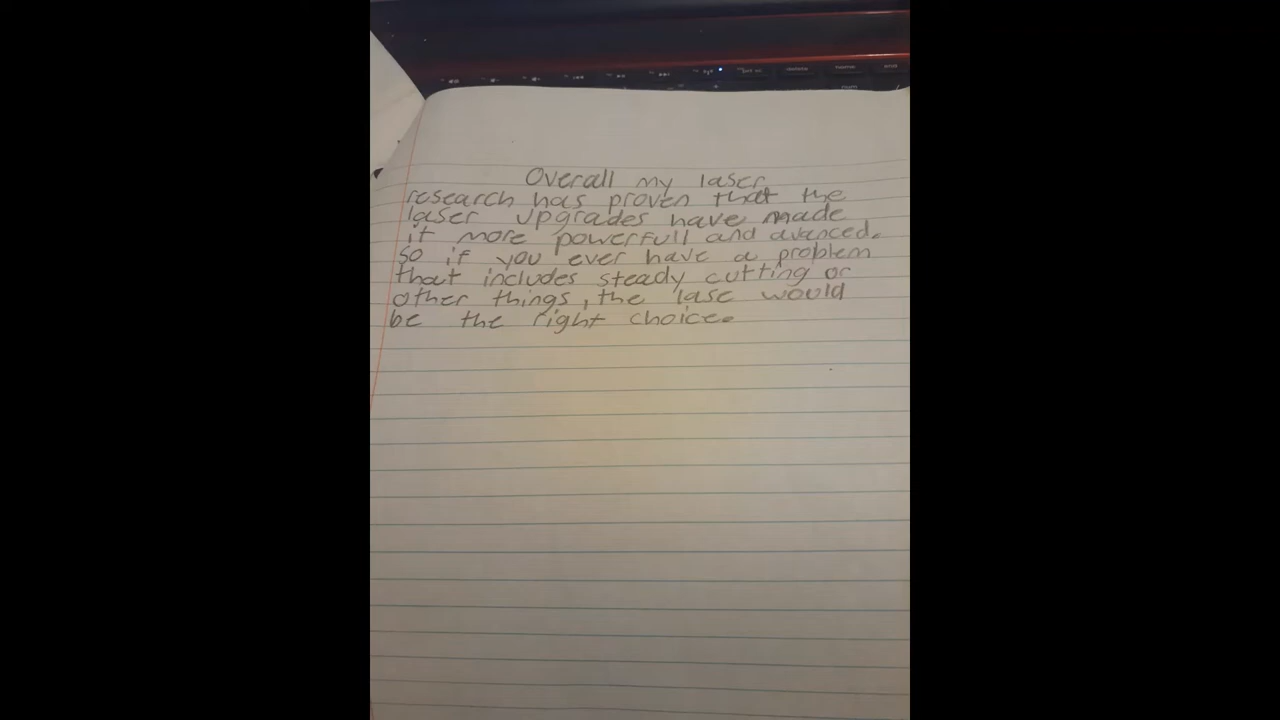 Overall my laser
research has proven that the
laser upgrades have made
it more powerfull and avanced.
so if you ever have a problem
that includes steady cutting or
other things, the lase would
be the right choice.